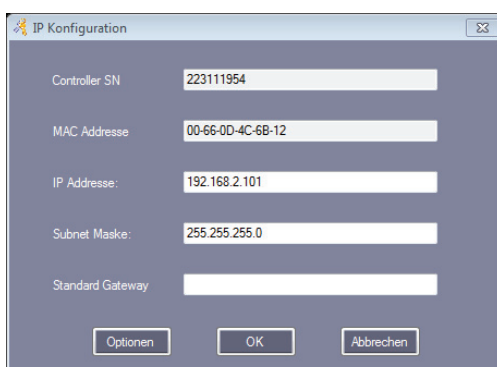 IP Konfiguration
Controller SN 223111954
MAC Addresse 00-66-0D-4C-6B-12
IP Addresse: 192.168.2.101
Subnet Maske: 255.255.255.0
Standard Gateway
Optionen OK Abbrechen